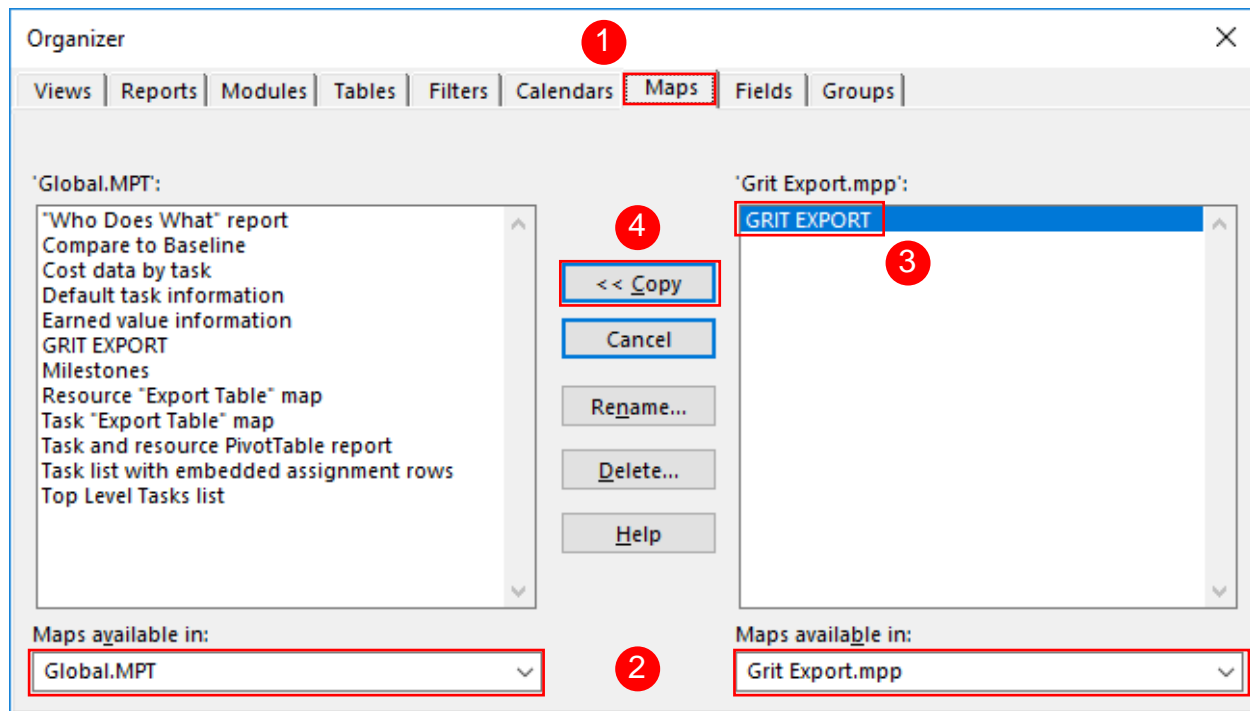 Organizer
1
Views Reports Modules Tables Filters Calendars Maps Fields Groups
'Global.MPT':
"Who Does What" report
Compare to Baseline
Cost data by task
Default task information
Earned value information
GRIT EXPORT
Milestones
Resource "Export Table" map
Task "Export Table" map
Task and resource PivotTable report
Task list with embedded assignment rows
Top Level Tasks list
4
<< Copy
Cancel
Rename...
Delete...
Help
'Grit Export.mpp':
GRIT EXPORT
3
Maps available in:
Global.MPT
2
Maps available in:
Grit Export.mpp